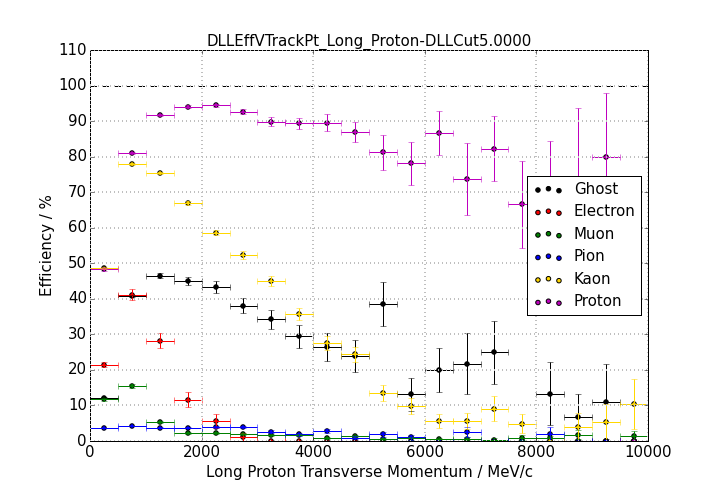 DLLEffVTrackPt_Long_Proton-DLLCut5.0000
110
100
90
80
70
60
50
40
30
20
10
0
Efficiency / %
Ghost
Electron
Muon
Pion
Kaon
Proton
0 2000 4000 6000 8000 10000
Long Proton Transverse Momentum / MeV/c